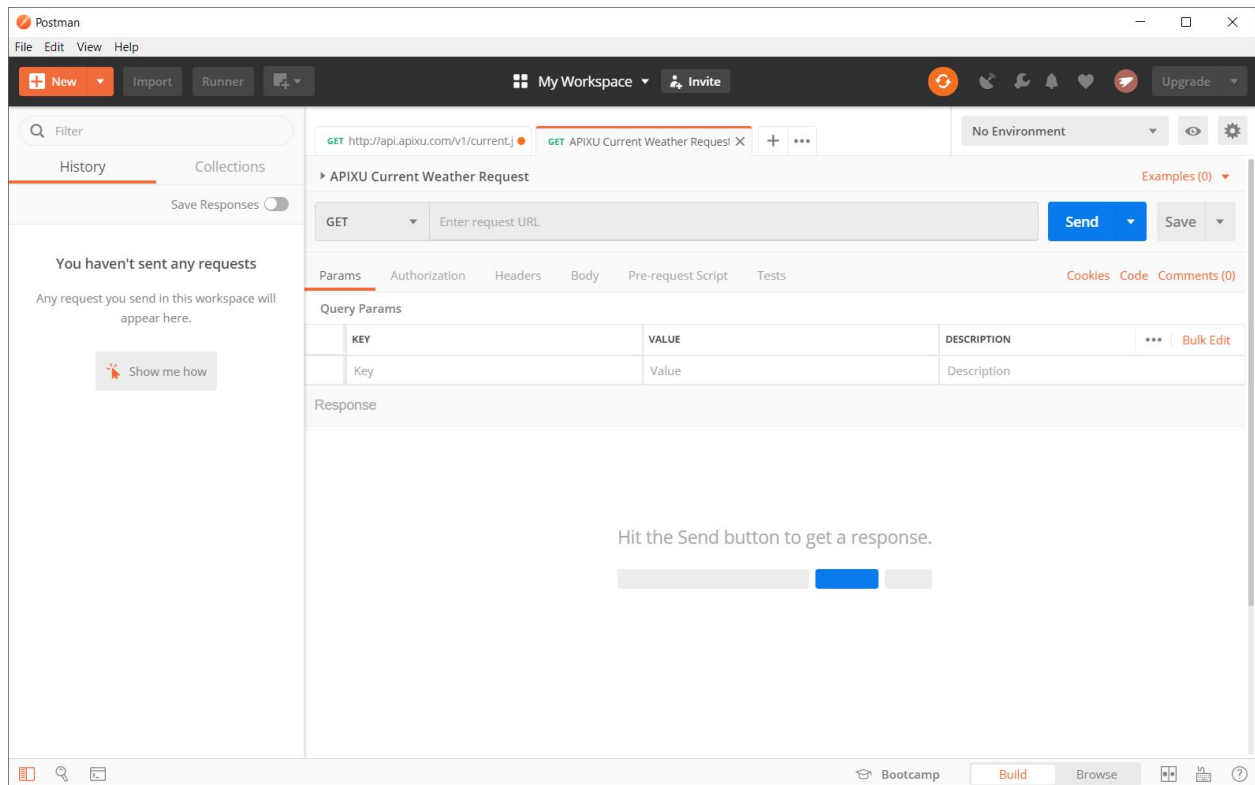 Postman
File Edit View Help
New Import Runner My Workspace Invite Upgrade
Filter
History Collections
Save Responses
You haven't sent any requests
Any request you send in this workspace will
appear here.
Show me how
GET http://api.apixu.com/v1/current.j GET APIXU Current Weather Request
No Environment
APIXU Current Weather Request Examples (0)
GET Enter request URL Send Save
Params Authorization Headers Body Pre-request Script Tests Cookies Code Comments (0)
Query Params
KEY VALUE DESCRIPTION Bulk Edit
Key Value Description
Response
Hit the Send button to get a response.
Bootcamp Build Browse